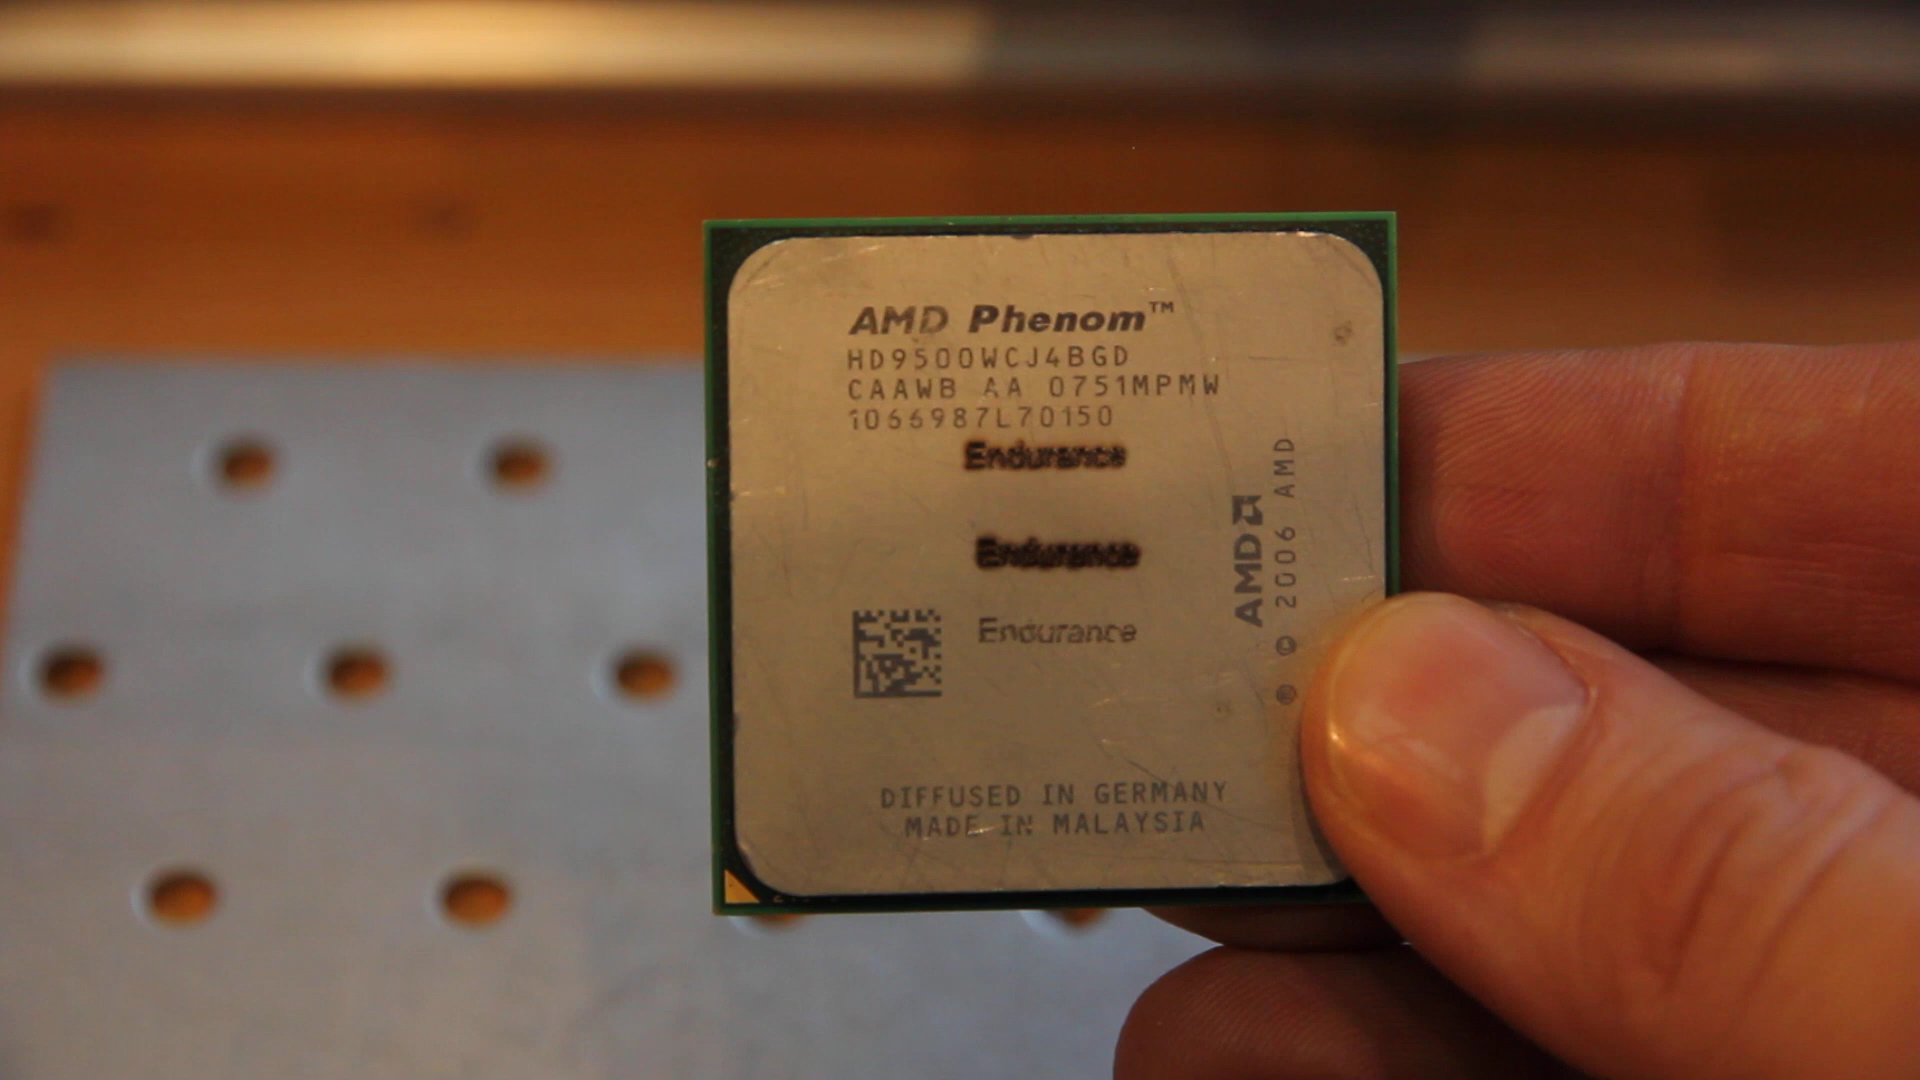 AMD Phenom™
HD9500WCJ4BGD
CAAWB AA 0751MPMW
1066987L70150
Endurance
Endurance
Endurance
AMD
® © 2006 AMD
DIFFUSED IN GERMANY
MADE IN MALAYSIA